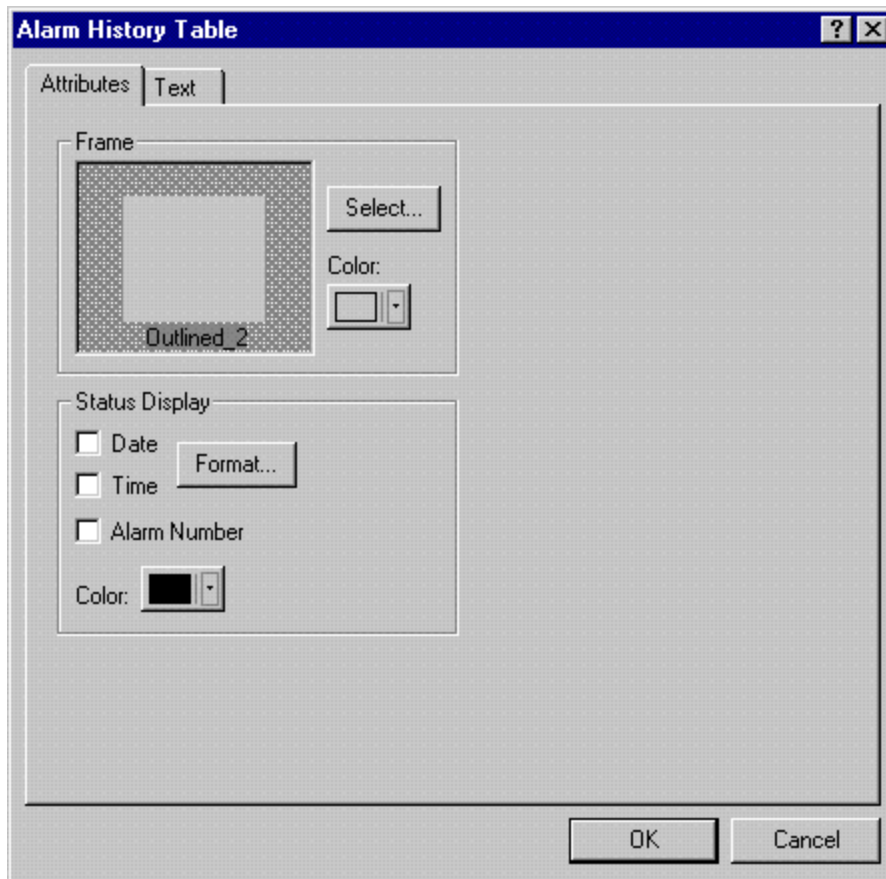 Alarm History Table
Attributes Text
Frame
Select...
Color:
Outlined_2
Status Display
Date
Format...
Time
Alarm Number
Color:
OK Cancel